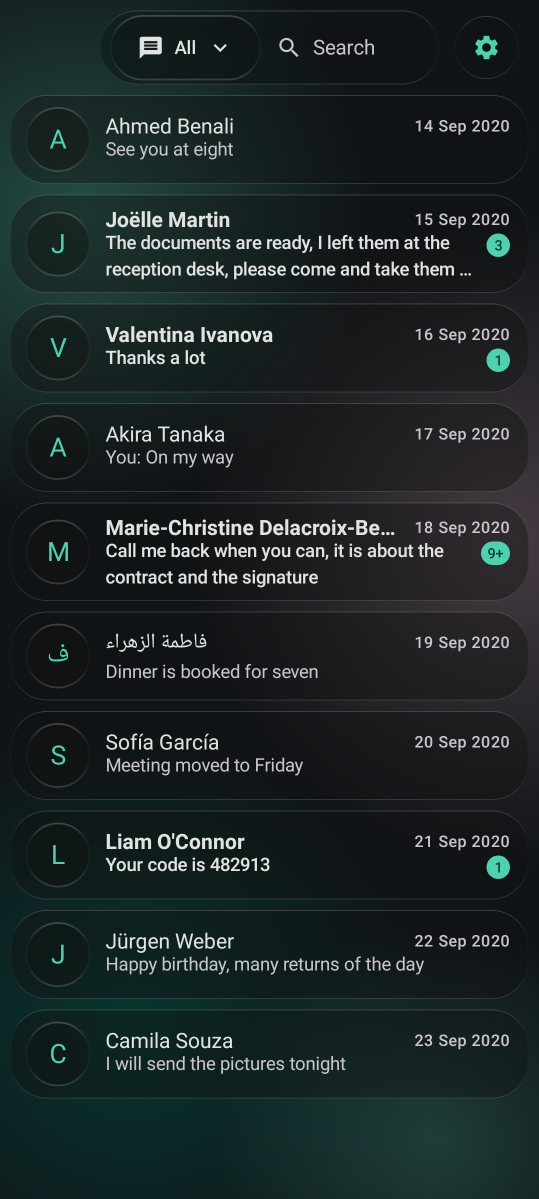 All
Search
A
Ahmed Benali
14 Sep 2020
See you at eight
J
Joëlle Martin
15 Sep 2020
The documents are ready, I left them at the
3
reception desk, please come and take them ...
V
Valentina Ivanova
16 Sep 2020
Thanks a lot
1
A
Akira Tanaka
17 Sep 2020
You: On my way
M
Marie-Christine Delacroix-Be...
18 Sep 2020
Call me back when you can, it is about the
9+
contract and the signature
ف
فاطمة الزهراء
19 Sep 2020
Dinner is booked for seven
S
Sofía García
20 Sep 2020
Meeting moved to Friday
L
Liam O'Connor
21 Sep 2020
Your code is 482913
1
J
Jürgen Weber
22 Sep 2020
Happy birthday, many returns of the day
C
Camila Souza
23 Sep 2020
I will send the pictures tonight